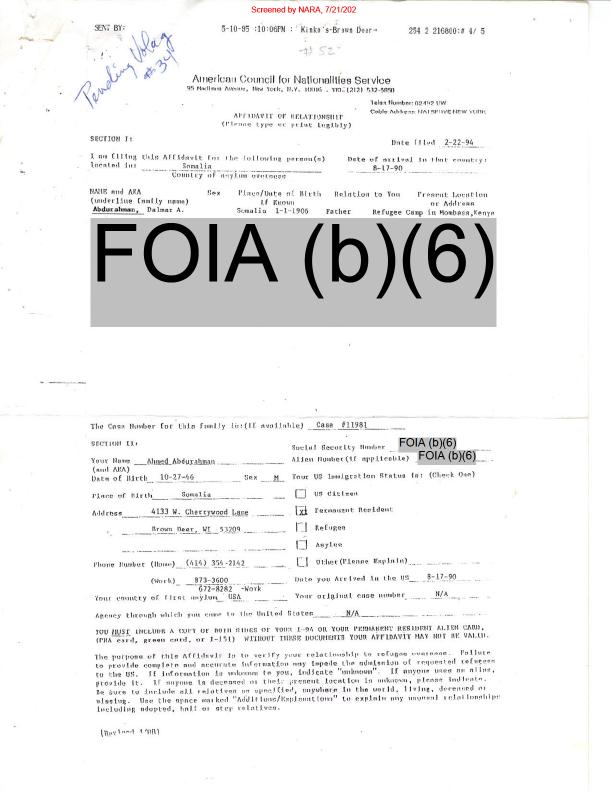 Screened by NARA, 7/21/202
SENT BY: 5-10-95 :10:06PM : Kinko's-Brown Deer→ 254 2 216800:# 4/ 5
Pending Volag
#34
#52
American Council for Nationalities Service
95 Madison Avenue, New York, N.Y. 10016 . TEL:(212) 532-5858
Telex Number: 62492 UW
Cable Address: NATSERVE NEW YORK
AFFIDAVIT OF RELATIONSHIP
(Please type or print legibly)
SECTION I: Date filed 2-22-94
I am filing this Affidavit for the following person(s) Date of arrival in that country:
located in: Somalia 8-17-90
Country of asylum overseas
NAME and AKA Sex Place/Date of Birth Relation to You Present Location
(underline family name) if Known or Address
Abdurahman, Dalmar A. Somalia 1-1-1906 Father Refugee Camp in Mombasa,Kenya
FOIA (b)(6)
The Case Number for this family is:(if available) Case #11981
SECTION II: Social Security Number FOIA (b)(6)
Your Name Ahmed Abdurahman Alien Number(if applicable) FOIA (b)(6)
(and AKA)
Date of Birth 10-27-46 Sex M Your US Immigration Status is: (Check One)
Place of Birth Somalia US Citizen
Address 4133 W. Cherrywood Lane x Permanent Resident
Brown Deer, WI 53209 Refugee
Asylee
Phone Number (Home) (414) 354-2142 Other(Please Explain)
(Work) 873-3600 Date you Arrived in the US 8-17-90
672-8282 -Work
Your country of first asylum USA Your original case number N/A
Agency through which you came to the United States N/A
YOU MUST INCLUDE A COPY OF BOTH SIDES OF YOUR I-94 OR YOUR PERMANENT RESIDENT ALIEN CARD,
(PRA card, green card, or I-151) WITHOUT THESE DOCUMENTS YOUR AFFIDAVIT MAY NOT BE VALID.
The purpose of this Affidavit is to verify your relationship to refugee overseas. Failure
to provide complete and accurate information may impede the admission of requested refugees
to the US. If information is unknown to you, indicate "unknown". If anyone uses an alias,
provide it. If anyone is deceased or their present location is unknown, please indicate.
Be sure to include all relatives as specified, anywhere in the world, living, deceased or
missing. Use the space marked "Additions/Explanations" to explain any unusual relationships
including adopted, half or step relatives.
(Revised